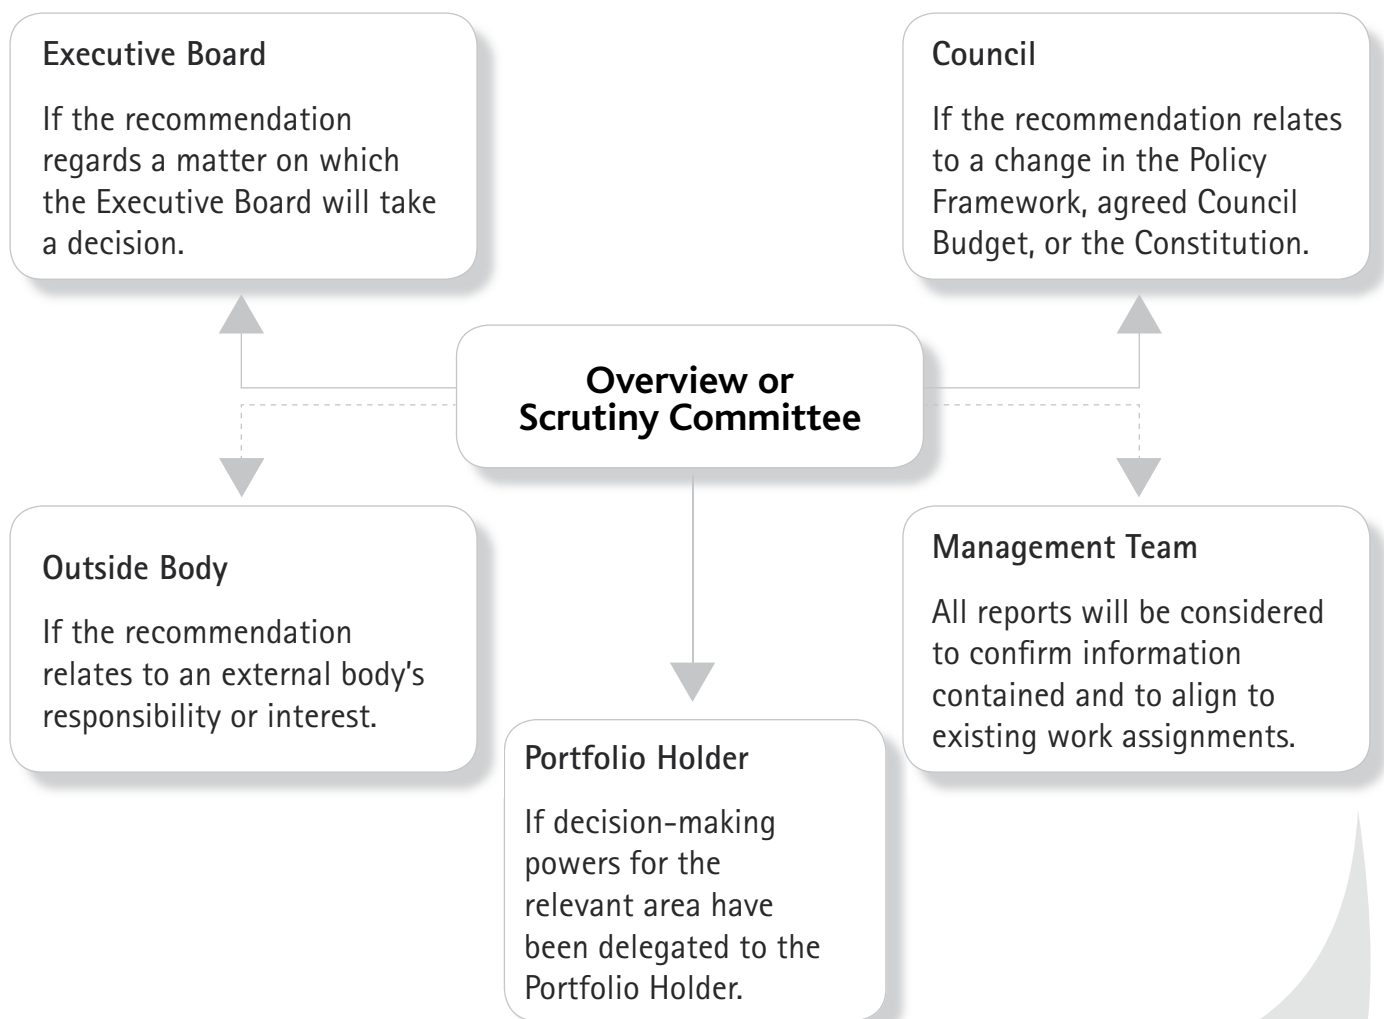 Executive Board
If the recommendation
regards a matter on which
the Executive Board will take
a decision.
Council
If the recommendation relates
to a change in the Policy
Framework, agreed Council
Budget, or the Constitution.
Overview or
Scrutiny Committee
Outside Body
If the recommendation
relates to an external body's
responsibility or interest.
Portfolio Holder
If decision-making
powers for the
relevant area have
been delegated to the
Portfolio Holder.
Management Team
All reports will be considered
to confirm information
contained and to align to
existing work assignments.